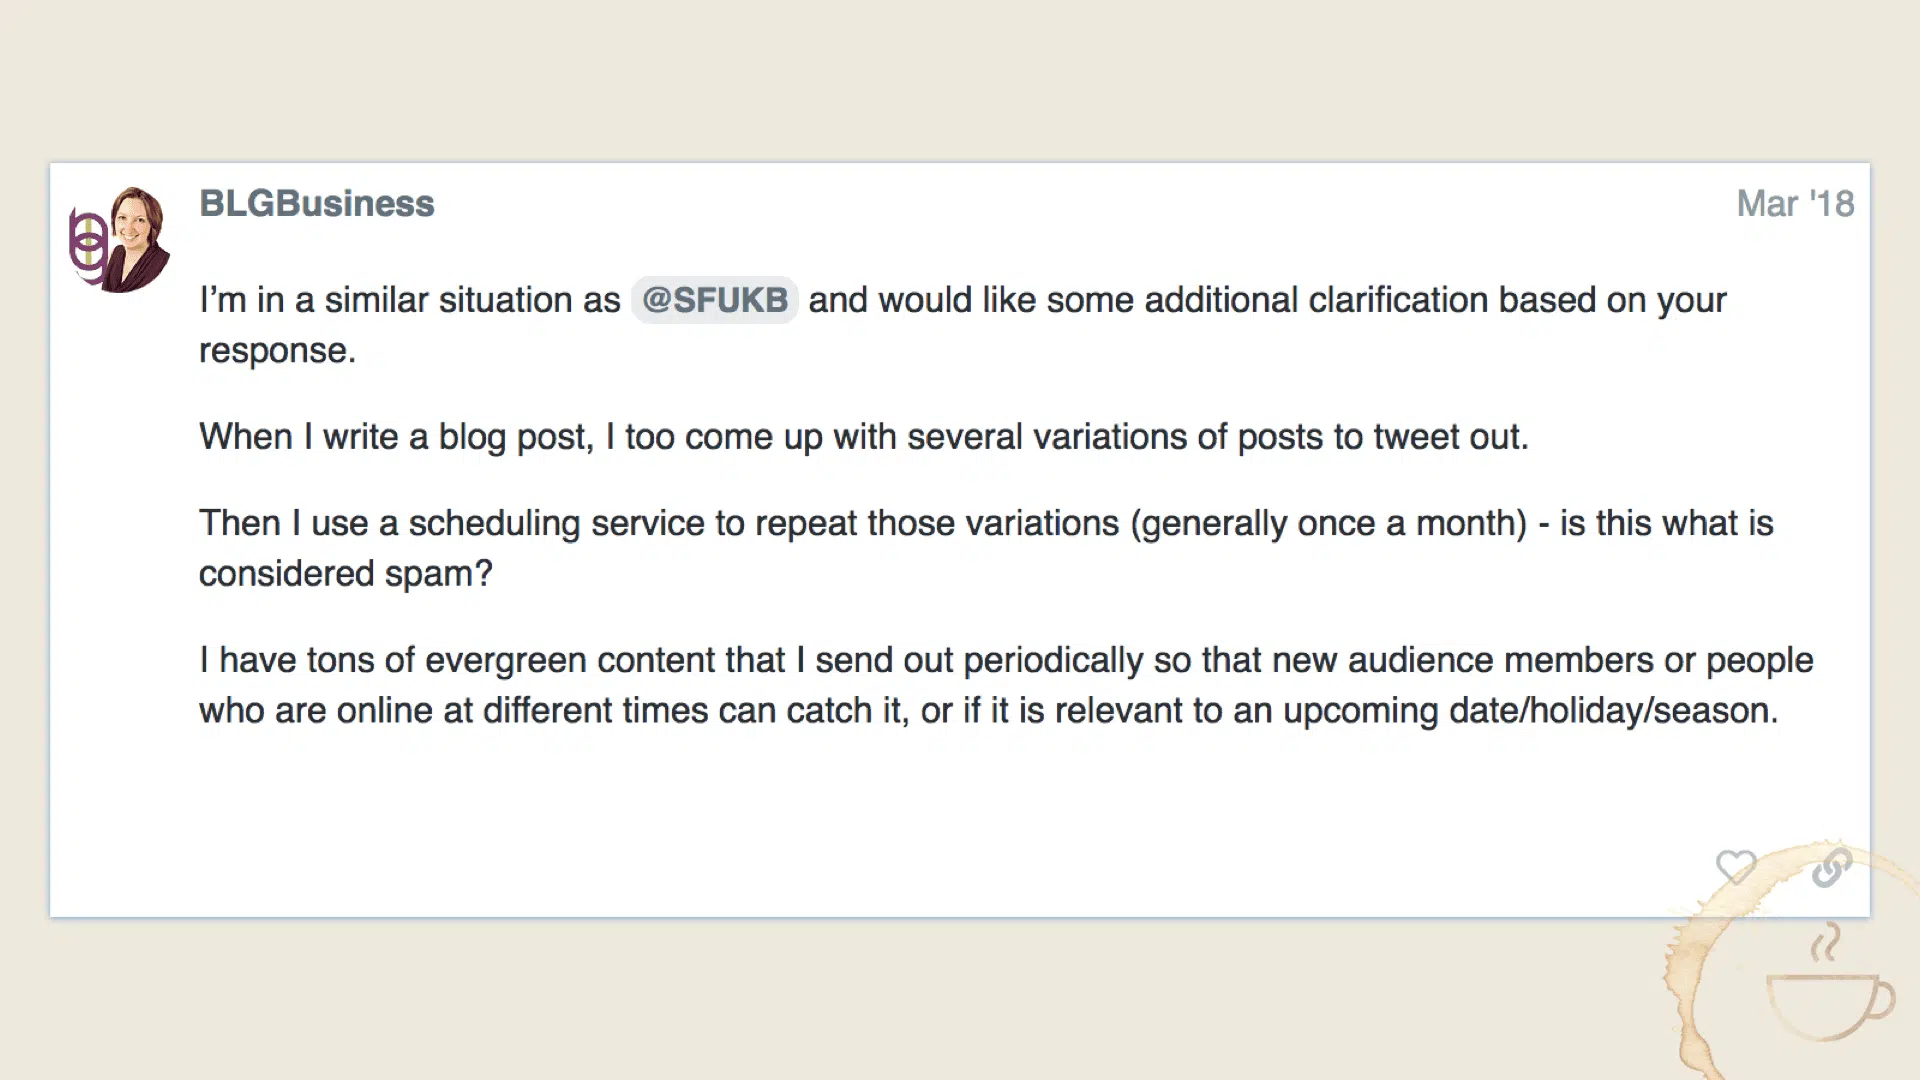 BLGBusiness
Mar '18
I’m in a similar situation as @SFUKB and would like some additional clarification based on your
response.
When I write a blog post, I too come up with several variations of posts to tweet out.
Then I use a scheduling service to repeat those variations (generally once a month) - is this what is
considered spam?
I have tons of evergreen content that I send out periodically so that new audience members or people
who are online at different times can catch it, or if it is relevant to an upcoming date/holiday/season.